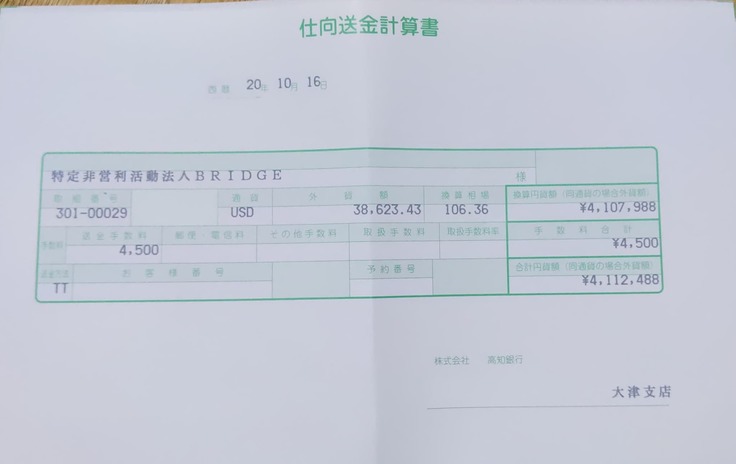 仕向送金計算書
西暦 20年 10月 16日
特定非営利活動法人BRIDGE 様
取組番号 通貨 外貨額 換算相場 換算円貨額(同通貨の場合外貨額)
301-00029 USD 38,623.43 106.36 ¥4,107,988
手数料 送金手数料 郵便・電信料 その他手数料 取扱手数料 取扱手数料率 手数料合計
4,500 ¥4,500
送金方法 お客様番号 予約番号 合計円貨額(同通貨の場合外貨額)
TT ¥4,112,488
株式会社 高知銀行
大津支店